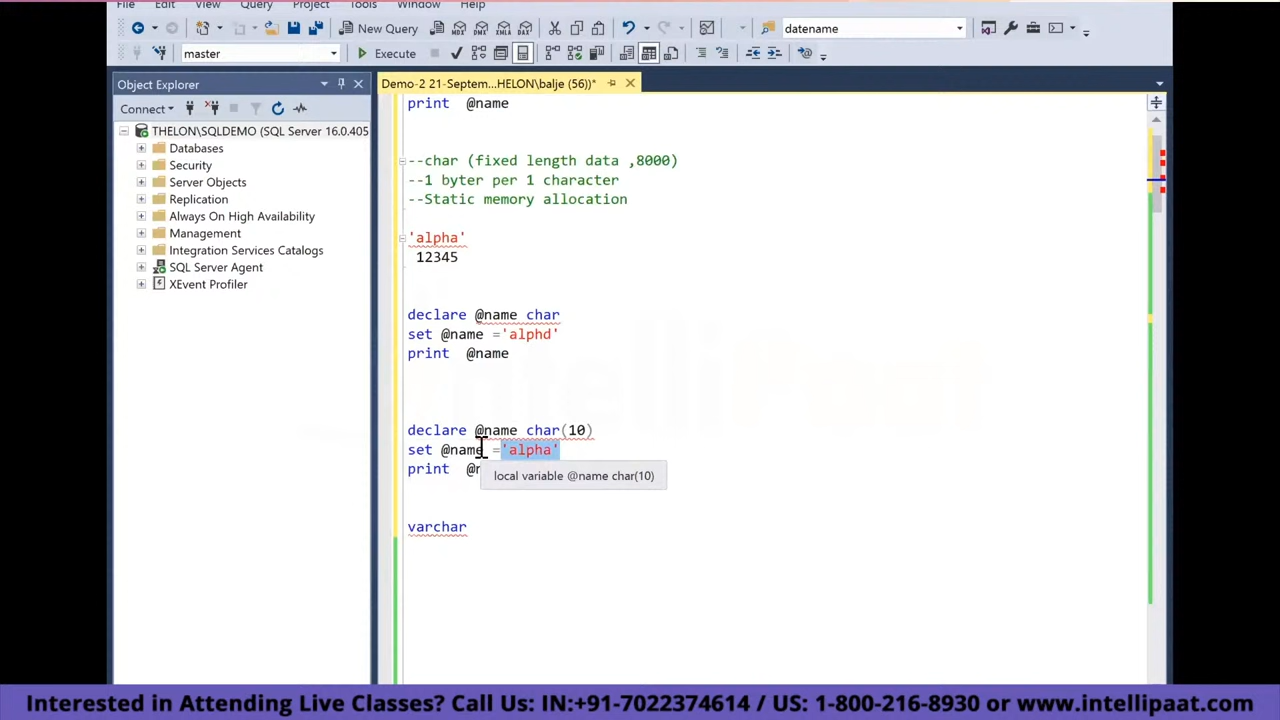 File Edit View Query Project Tools Window Help
New Query MDX DMX XMLA DAX datename
master Execute
Object Explorer
Demo-2 21-Septem...HELON\balje (56))*
Connect
THELON\SQLDEMO (SQL Server 16.0.405
Databases
Security
Server Objects
Replication
Always On High Availability
Management
Integration Services Catalogs
SQL Server Agent
XEvent Profiler
print @name
--char (fixed length data ,8000)
--1 byter per 1 character
--Static memory allocation
'alpha'
12345
declare @name char
set @name ='alphd'
print @name
declare @name char(10)
set @name ='alpha'
print @n
local variable @name char(10)
varchar
intelliPaat
Interested in Attending Live Classes? Call Us: IN:+91-7022374614 / US: 1-800-216-8930 or www.intellipaat.com